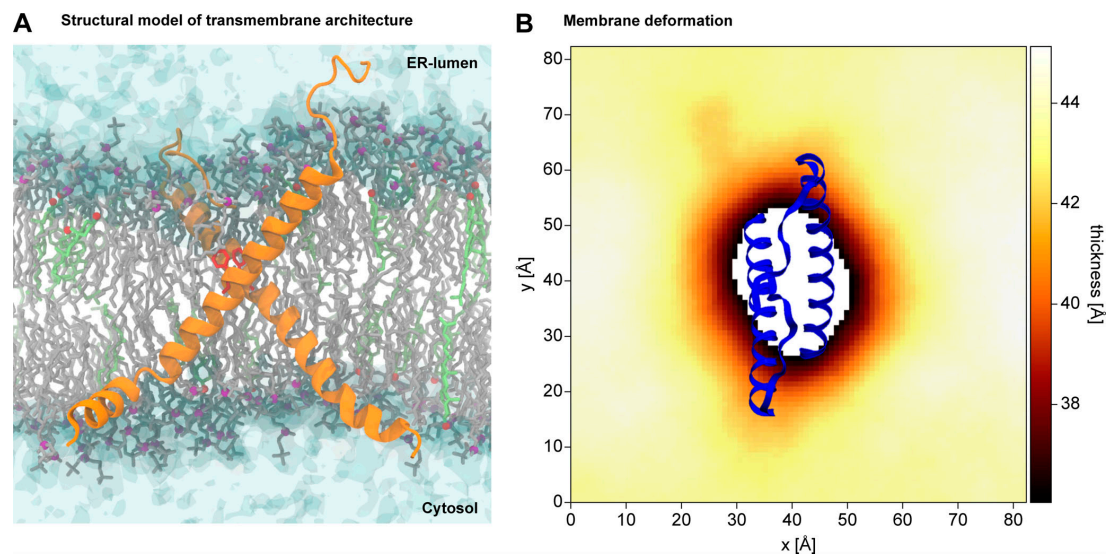 A Structural model of transmembrane architecture
ER-lumen
Cytosol
B Membrane deformation
80
70
60
50
40
30
20
10
0
y [Å]
0 10 20 30 40 50 60 70 80
x [Å]
44
42
40
38
thickness [Å]